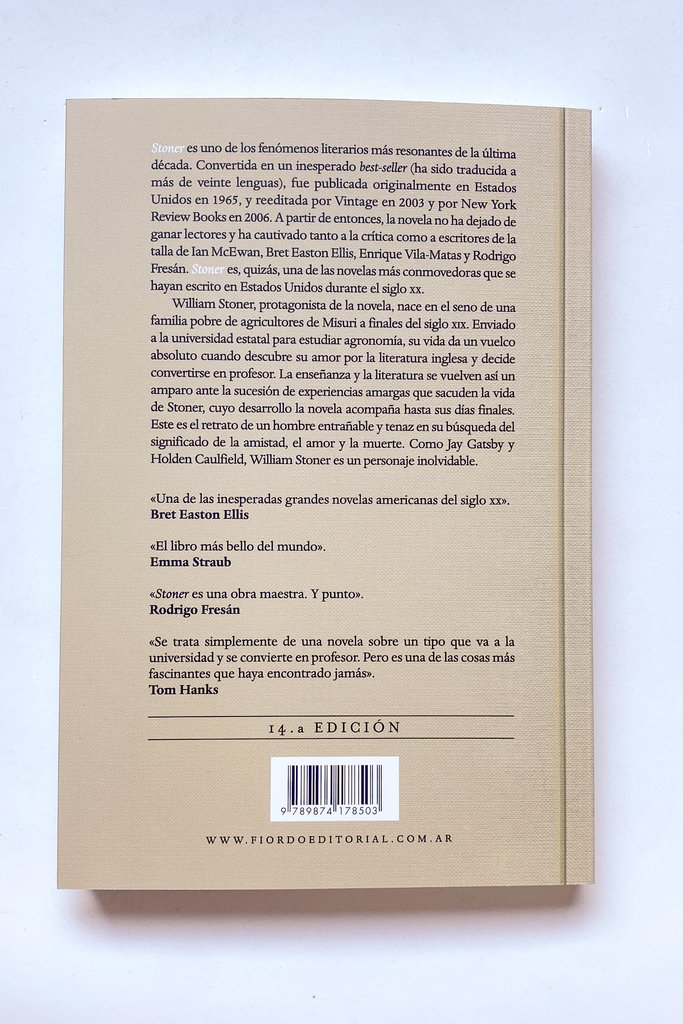 Stoner es uno de los fenómenos literarios más resonantes de la última
década. Convertida en un inesperado best-seller (ha sido traducida a
más de veinte lenguas), fue publicada originalmente en Estados
Unidos en 1965, y reeditada por Vintage en 2003 y por New York
Review Books en 2006. A partir de entonces, la novela no ha dejado de
ganar lectores y ha cautivado tanto a la crítica como a escritores de la
talla de Ian McEwan, Bret Easton Ellis, Enrique Vila-Matas y Rodrigo
Fresán. Stoner es, quizás, una de las novelas más conmovedoras que se
hayan escrito en Estados Unidos durante el siglo XX.
William Stoner, protagonista de la novela, nace en el seno de una
familia pobre de agricultores de Misuri a finales del siglo XIX. Enviado
a la universidad estatal para estudiar agronomía, su vida da un vuelco
absoluto cuando descubre su amor por la literatura inglesa y decide
convertirse en profesor. La enseñanza y la literatura se vuelven así un
amparo ante la sucesión de experiencias amargas que sacuden la vida
de Stoner, cuyo desarrollo la novela acompaña hasta sus días finales.
Este es el retrato de un hombre entrañable y tenaz en su búsqueda del
significado de la amistad, el amor y la muerte. Como Jay Gatsby y
Holden Caulfield, William Stoner es un personaje inolvidable.
«Una de las inesperadas grandes novelas americanas del siglo XX».
Bret Easton Ellis
«El libro más bello del mundo».
Emma Straub
«Stoner es una obra maestra. Y punto».
Rodrigo Fresán
«Se trata simplemente de una novela sobre un tipo que va a la
universidad y se convierte en profesor. Pero es una de las cosas más
fascinantes que haya encontrado jamás».
Tom Hanks
14.a EDICIÓN
9 789874 178503
WWW.FIORDOEDITORIAL.COM.AR